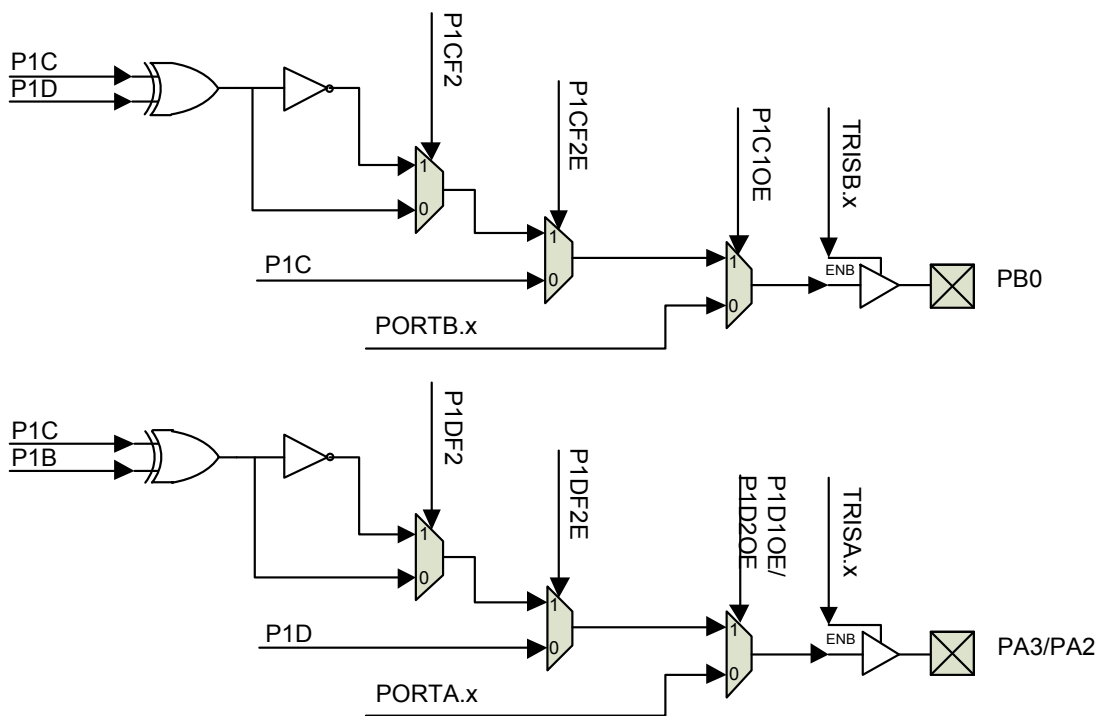 P1C
P1D
P1CF2
1
0
P1CF2E
1
0
P1C
P1C1OE
1
0
PORTB.x
TRISB.x
ENB
PB0
P1C
P1B
P1DF2
1
0
P1DF2E
1
0
P1D
P1D1OE/
P1D2OE
1
0
PORTA.x
TRISA.x
ENB
PA3/PA2